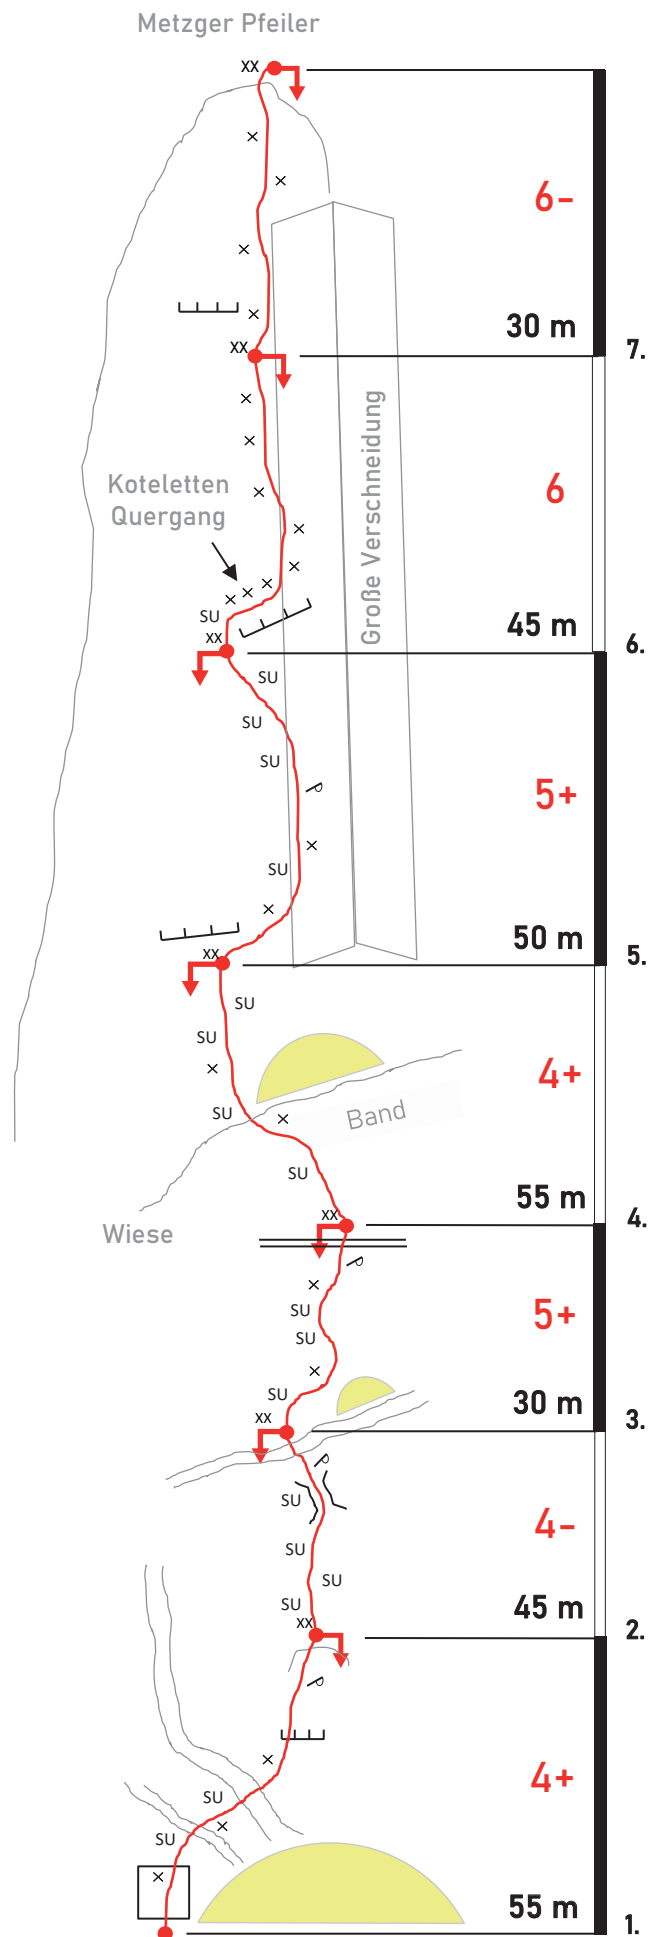 Metzger Pfeiler
XX
6-
30 m
XX
7.
6
Koteletten
Quergang
Große Verschneidung
SU
45 m
XX
6.
SU
SU
SU
P
5+
SU
50 m
XX
5.
SU
SU
4+
SU
Band
SU
55 m
XX
4.
Wiese
P
SU
5+
SU
SU
30 m
XX
3.
P
SU
4-
SU
SU
SU
45 m
XX
2.
P
4+
SU
SU
55 m
1.